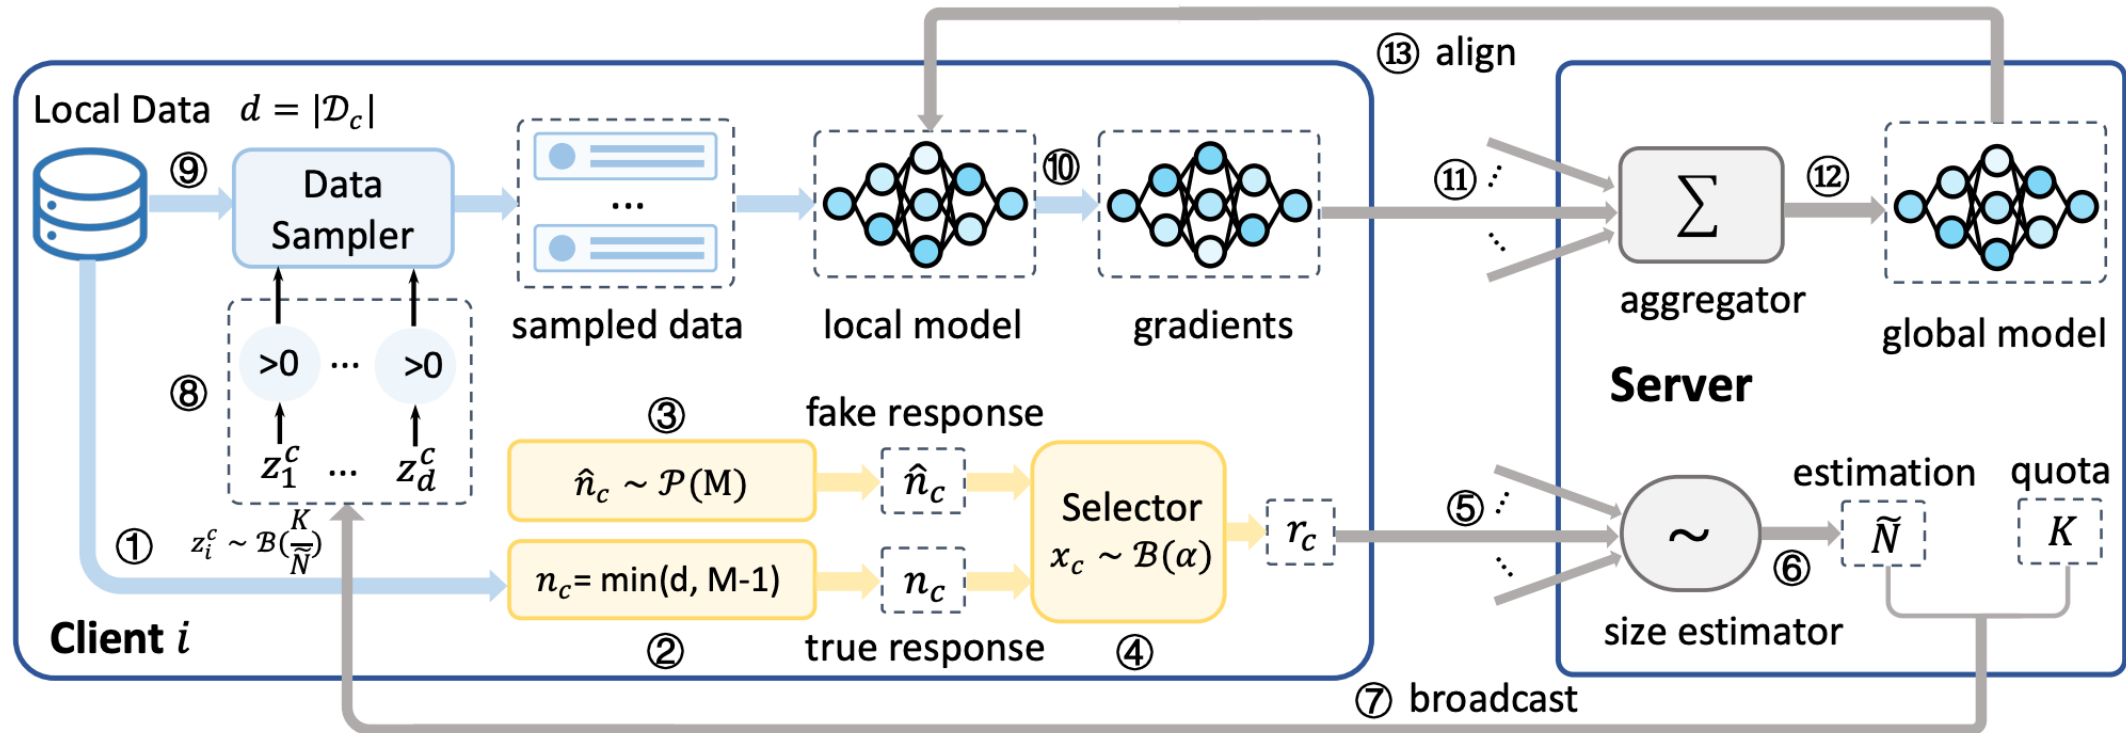 ⑬ align
Local Data d = |𝒟_c|
⑨
Data
Sampler
...
⑩
⑪
...
...
∑
⑫
sampled data
local model
gradients
aggregator
global model
⑧
>0 ... >0
z_1^c ... z_d^c
z_i^c ~ ℬ(K/Ñ)
①
③
fake response
n̂_c ~ 𝒫(M)
n̂_c
n_c= min(d, M-1)
n_c
②
true response
Selector
x_c ~ ℬ(α)
④
r_c
Client i
Server
⑤
...
...
~
size estimator
⑥
estimation
Ñ
quota
K
⑦ broadcast